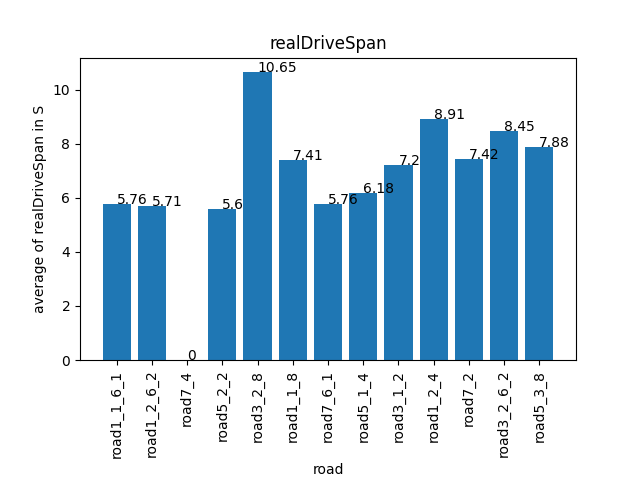 realDriveSpan
average of realDriveSpan in S
10
8
6
4
2
0
5.76
5.71
0
5.6
10.65
7.41
5.76
6.18
7.2
8.91
7.42
8.45
7.88
road1_1_6_1
road1_2_6_2
road7_4
road5_2_2
road3_2_8
road1_1_8
road7_6_1
road5_1_4
road3_1_2
road1_2_4
road7_2
road3_2_6_2
road5_3_8
road